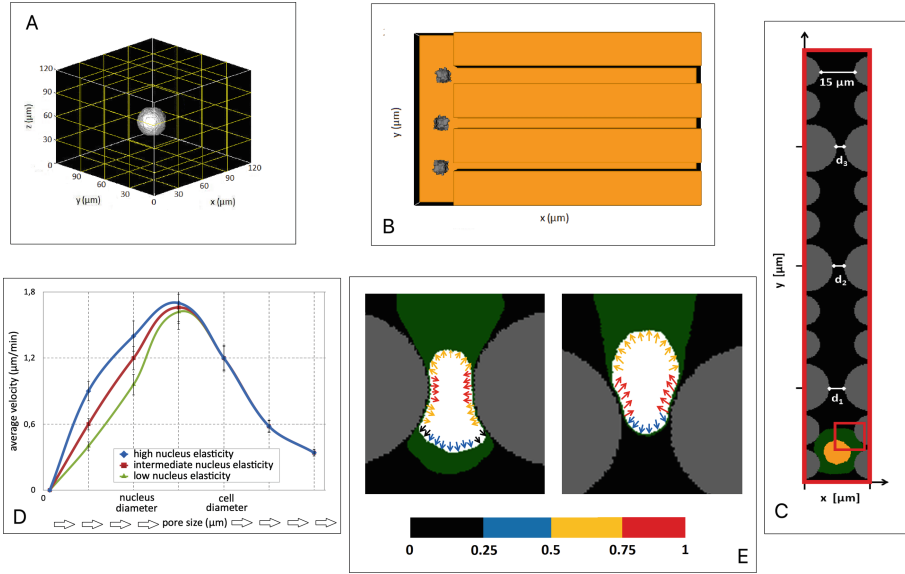 A
z (µm)
120
90
60
30
0
90
60
30
0
30
60
90
120
y (µm)
x (µm)
B
y (µm)
x (µm)
C
15 µm
d3
d2
d1
y [µm]
x [µm]
D
average velocity (µm/min)
1,8
1,2
0,6
0
0
high nucleus elasticity
intermediate nucleus elasticity
low nucleus elasticity
nucleus
diameter
cell
diameter
pore size (µm)
E
0 0.25 0.5 0.75 1